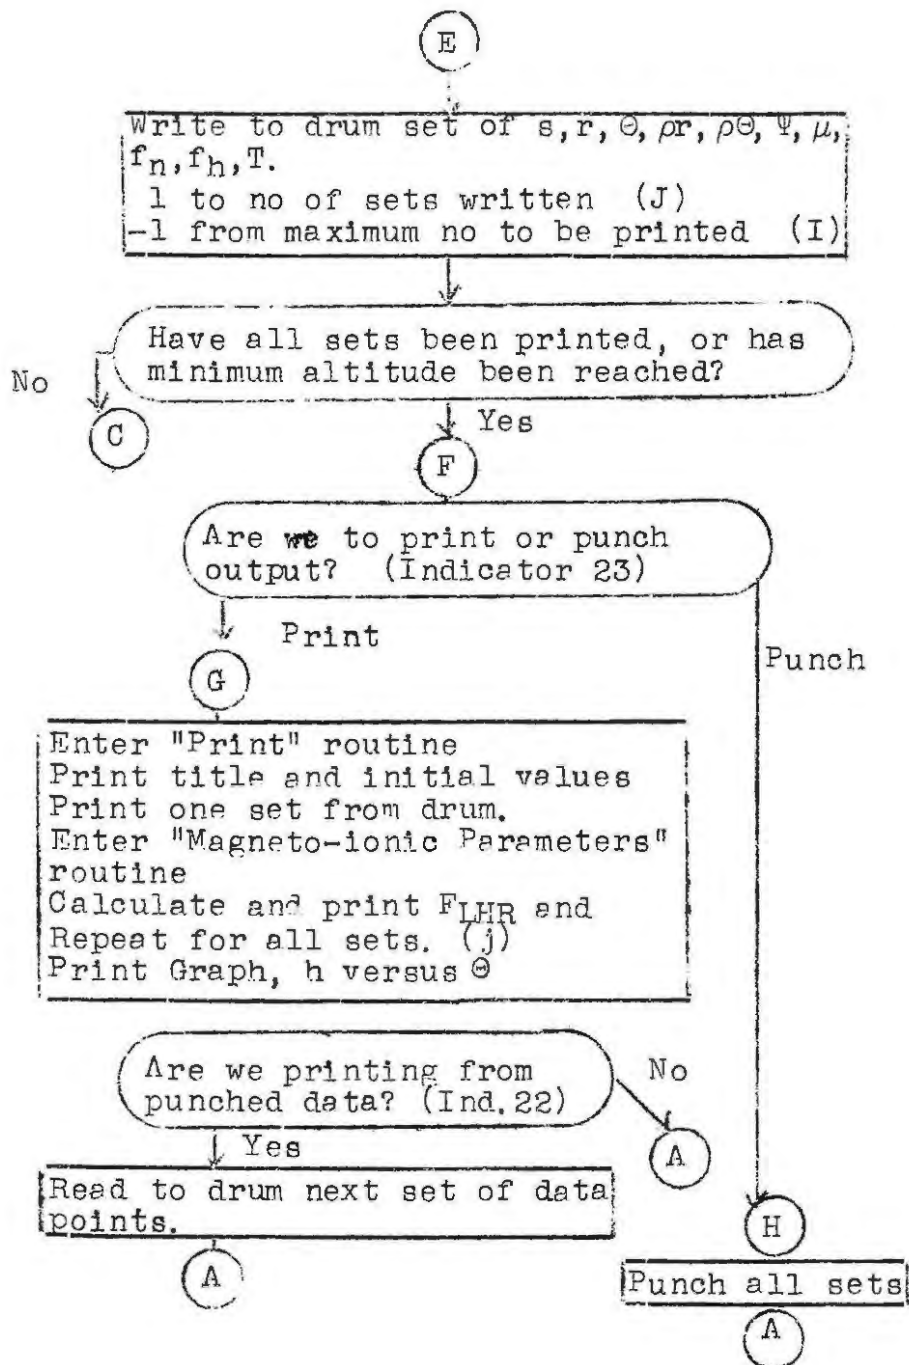 E
Write to drum set of s, r, Θ, ρr, ρΘ, Ψ, μ,
fn, fh, T.
1 to no of sets written (J)
-1 from maximum no to be printed (I)
Have all sets been printed, or has
minimum altitude been reached?
No
C
Yes
F
Are we to print or punch
output? (Indicator 23)
Print
Punch
G
Enter "Print" routine
Print title and initial values
Print one set from drum.
Enter "Magneto-ionic Parameters"
routine
Calculate and print FLHR and
Repeat for all sets. (j)
Print Graph, h versus Θ
Are we printing from
punched data? (Ind. 22)
No
A
Yes
Read to drum next set of data
points.
A
H
Punch all sets
A